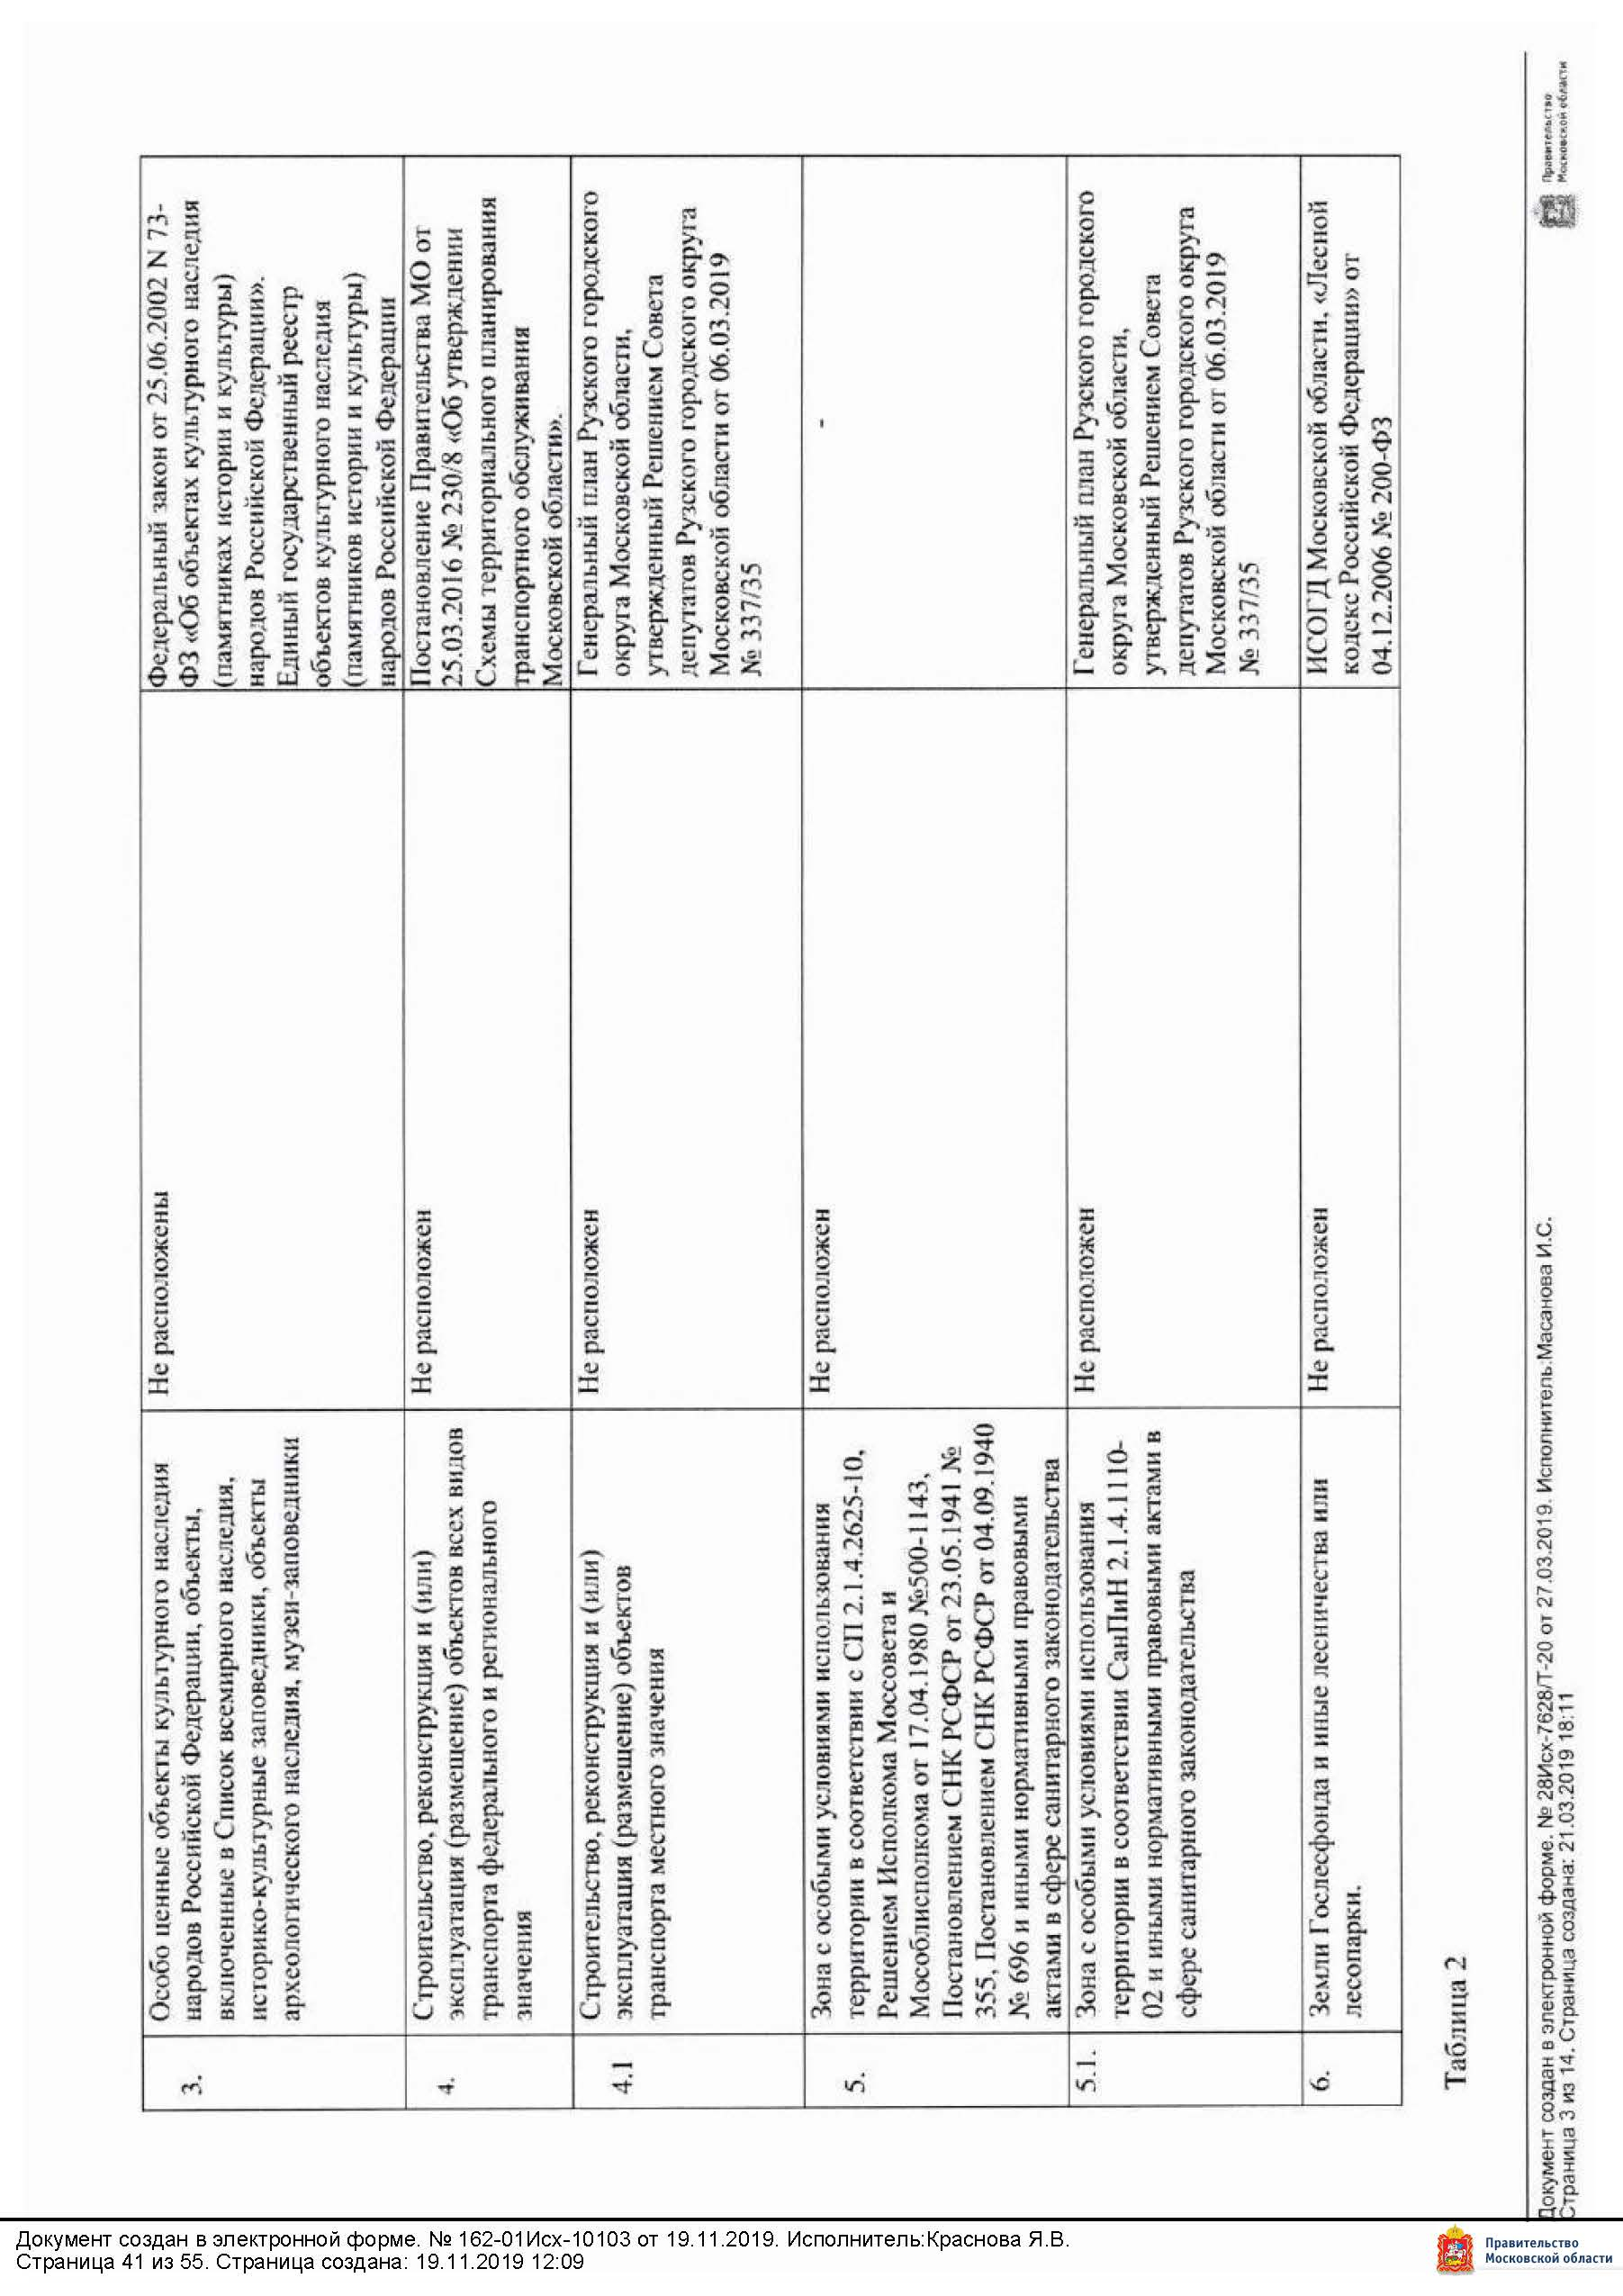 3.
Особо ценные объекты культурного наследия
народов Российской Федерации, объекты,
включенные в Список всемирного наследия,
историко-культурные заповедники, объекты
археологического наследия, музеи-заповедники
Не расположены
Федеральный закон от 25.06.2002 N 73-
ФЗ «Об объектах культурного наследия
(памятниках истории и культуры)
народов Российской Федерации».
Единый государственный реестр
объектов культурного наследия
(памятников истории и культуры)
народов Российской Федерации
4.
Строительство, реконструкция и (или)
эксплуатация (размещение) объектов всех видов
транспорта федерального и регионального
значения
Не расположен
Постановление Правительства МО от
25.03.2016 № 230/8 «Об утверждении
Схемы территориального планирования
транспортного обслуживания
Московской области».
4.1
Строительство, реконструкция и (или)
эксплуатация (размещение) объектов
транспорта местного значения
Не расположен
Генеральный план Рузского городского
округа Московской области,
утвержденный Решением Совета
депутатов Рузского городского округа
Московской области от 06.03.2019
№ 337/35
5.
Зона с особыми условиями использования
территории в соответствии с СП 2.1.4.2625-10,
Решением Исполкома Моссовета и
Мособлисполкома от 17.04.1980 №500-1143,
Постановлением СНК РСФСР от 23.05.1941 №
355, Постановлением СНК РСФСР от 04.09.1940
№ 696 и иными нормативными правовыми
актами в сфере санитарного законодательства
Не расположен
-
5.1.
Зона с особыми условиями использования
территории в соответствии СанПиН 2.1.4.1110-
02 и иными нормативными правовыми актами в
сфере санитарного законодательства
Не расположен
Генеральный план Рузского городского
округа Московской области,
утвержденный Решением Совета
депутатов Рузского городского округа
Московской области от 06.03.2019
№ 337/35
6.
Земли Гослесфонда и иные лесничества или
лесопарки.
Не расположен
ИСОГД Московской области, «Лесной
кодекс Российской Федерации» от
04.12.2006 № 200-ФЗ
Таблица 2
Документ создан в электронной форме. № 28Исх-7628/Т-20 от 27.03.2019. Исполнитель:Масанова И.С.
Страница 3 из 14. Страница создана: 21.03.2019 18:11
Правительство
Московской области
Документ создан в электронной форме. № 162-01Исх-10103 от 19.11.2019. Исполнитель:Краснова Я.В.
Страница 41 из 55. Страница создана: 19.11.2019 12:09
Правительство
Московской области